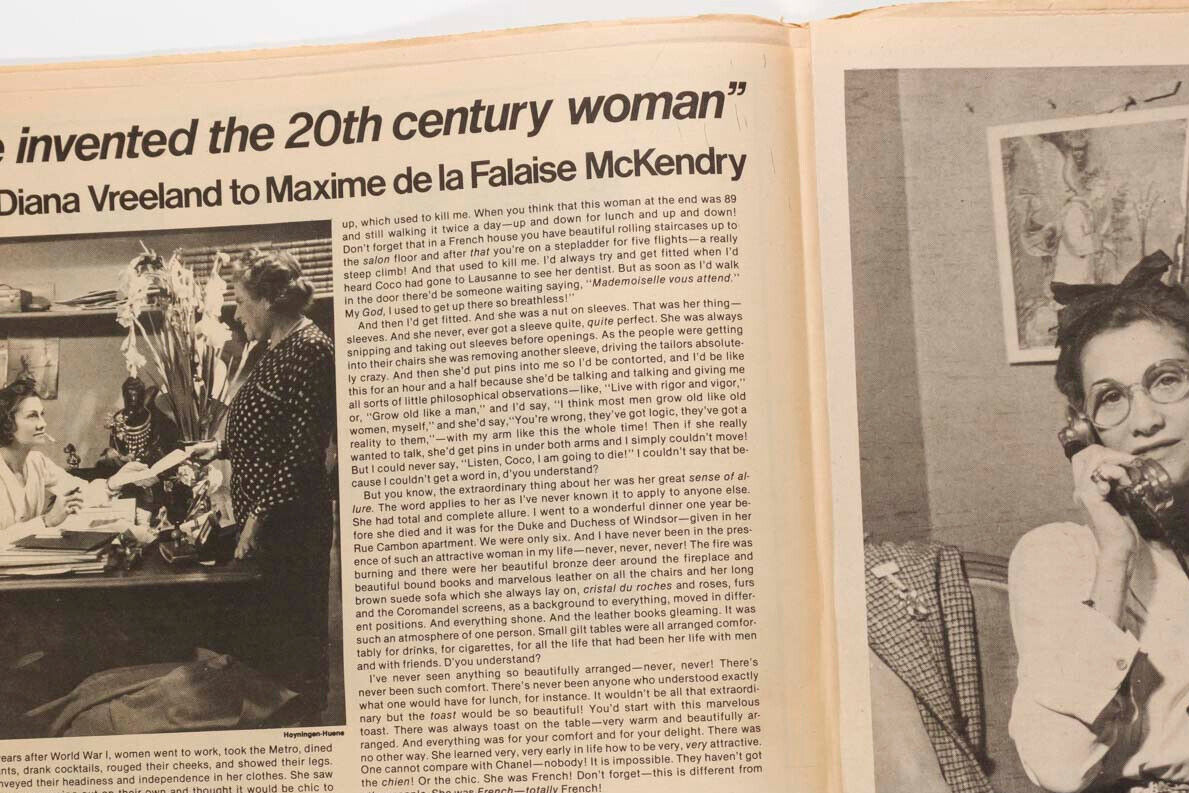 invented the 20th century woman”
Diana Vreeland to Maxime de la Falaise McKendry
up, which used to kill me. When you think that this woman at the end was 89
and still walking it twice a day—up and down for lunch and up and down!
Don't forget that in a French house you have beautiful rolling staircases up to
the salon floor and after that you're on a stepladder for five flights—a really
steep climb! And that used to kill me. I'd always try and get fitted when I'd
heard Coco had gone to Lausanne to see her dentist. But as soon as I'd walk
in the door there'd be someone waiting saying, “Mademoiselle vous attend.”
My God, I used to get up there so breathless!”
And then I'd get fitted. And she was a nut on sleeves. That was her thing—
sleeves. And she never, ever got a sleeve quite, quite perfect. She was always
snipping and taking out sleeves before openings. As the people were getting
into their chairs she was removing another sleeve, driving the tailors absolute-
ly crazy. And then she'd put pins into me so I'd be contorted, and I'd be like
this for an hour and a half because she'd be talking and talking and giving me
all sorts of little philosophical observations—like, “Live with rigor and vigor,”
or, “Grow old like a man,” and I'd say, “I think most men grow old like old
women, myself,” and she'd say,“You're wrong, they've got logic, they've got a
reality to them,”—with my arm like this the whole time! Then if she really
wanted to talk, she'd get pins in under both arms and I simply couldn't move!
But I could never say, “Listen, Coco, I am going to die!” I couldn't say that be-
cause I couldn't get a word in, d'you understand?
But you know, the extraordinary thing about her was her great sense of al-
lure. The word applies to her as I've never known it to apply to anyone else.
She had total and complete allure. I went to a wonderful dinner one year be-
fore she died and it was for the Duke and Duchess of Windsor—given in her
Rue Cambon apartment. We were only six. And I have never been in the pres-
ence of such an attractive woman in my life—never, never, never! The fire was
burning and there were her beautiful bronze deer around the fireplace and
beautiful bound books and marvelous leather on all the chairs and her long
brown suede sofa which she always lay on, cristal du roches and roses, furs
and the Coromandel screens, as a background to everything, moved in differ-
ent positions. And everything shone. And the leather books gleaming. It was
such an atmosphere of one person. Small gilt tables were all arranged comfor-
tably for drinks, for cigarettes, for all the life that had been her life with men
and with friends. D'you understand?
I've never seen anything so beautifully arranged—never, never! There's
never been such comfort. There's never been anyone who understood exactly
what one would have for lunch, for instance. It wouldn't be all that extraordi-
nary but the toast would be so beautiful! You'd start with this marvelous
toast. There was always toast on the table—very warm and beautifully ar-
ranged. And everything was for your comfort and for your delight. There was
no other way. She learned very, very early in life how to be very, very attractive.
One cannot compare with Chanel—nobody! It is impossible. They haven't got
the chien! Or the chic. She was French! Don't forget—this is different from
She was French—totally French!
Hoyningen-Huene
years after World War I, women went to work, took the Metro, dined
drank cocktails, rouged their cheeks, and showed their legs.
their headiness and independence in her clothes. She saw
out on their own and thought it would be chic to